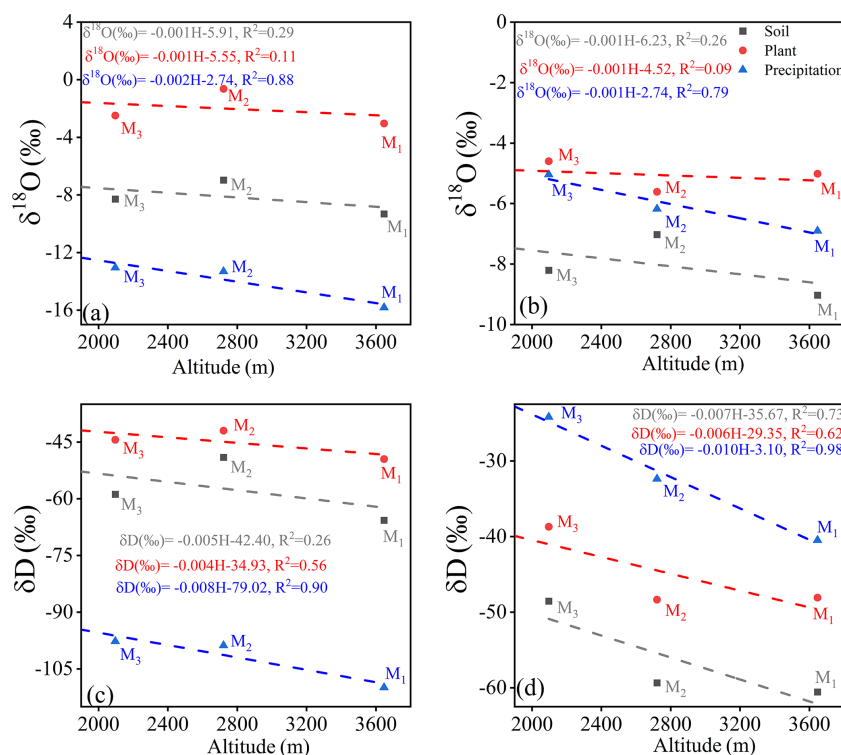 δ¹⁸O(‰)= -0.001H-5.91, R²=0.29
δ¹⁸O(‰)= -0.001H-5.55, R²=0.11
δ¹⁸O(‰)= -0.002H-2.74, R²=0.88
4
0
-4
-8
-12
-16
δ¹⁸O (‰)
M₃
M₂
M₁
M₃
M₂
M₁
M₃
M₂
M₁
(a)
2000 2400 2800 3200 3600
Altitude (m)
δ¹⁸O(‰)= -0.001H-6.23, R²=0.26
δ¹⁸O(‰)= -0.001H-4.52, R²=0.09
δ¹⁸O(‰)= -0.001H-2.74, R²=0.79
Soil
Plant
Precipitation
0
-2
-4
-6
-8
-10
δ¹⁸O (‰)
M₃
M₃
M₂
M₁
M₂
M₂
M₁
M₃
M₁
(b)
2000 2400 2800 3200 3600
Altitude (m)
-45
-60
-75
-90
-105
δD (‰)
M₃
M₂
M₁
M₃
M₂
M₁
δD(‰)= -0.005H-42.40, R²=0.26
δD(‰)= -0.004H-34.93, R²=0.56
δD(‰)= -0.008H-79.02, R²=0.90
M₃
M₂
M₁
(c)
2000 2400 2800 3200 3600
Altitude (m)
δD(‰)= -0.007H-35.67, R²=0.73
δD(‰)= -0.006H-29.35, R²=0.62
δD(‰)= -0.010H-3.10, R²=0.98
-30
-40
-50
-60
δD (‰)
M₃
M₂
M₁
M₃
M₂
M₁
M₃
M₂
M₁
(d)
2000 2400 2800 3200 3600
Altitude (m)